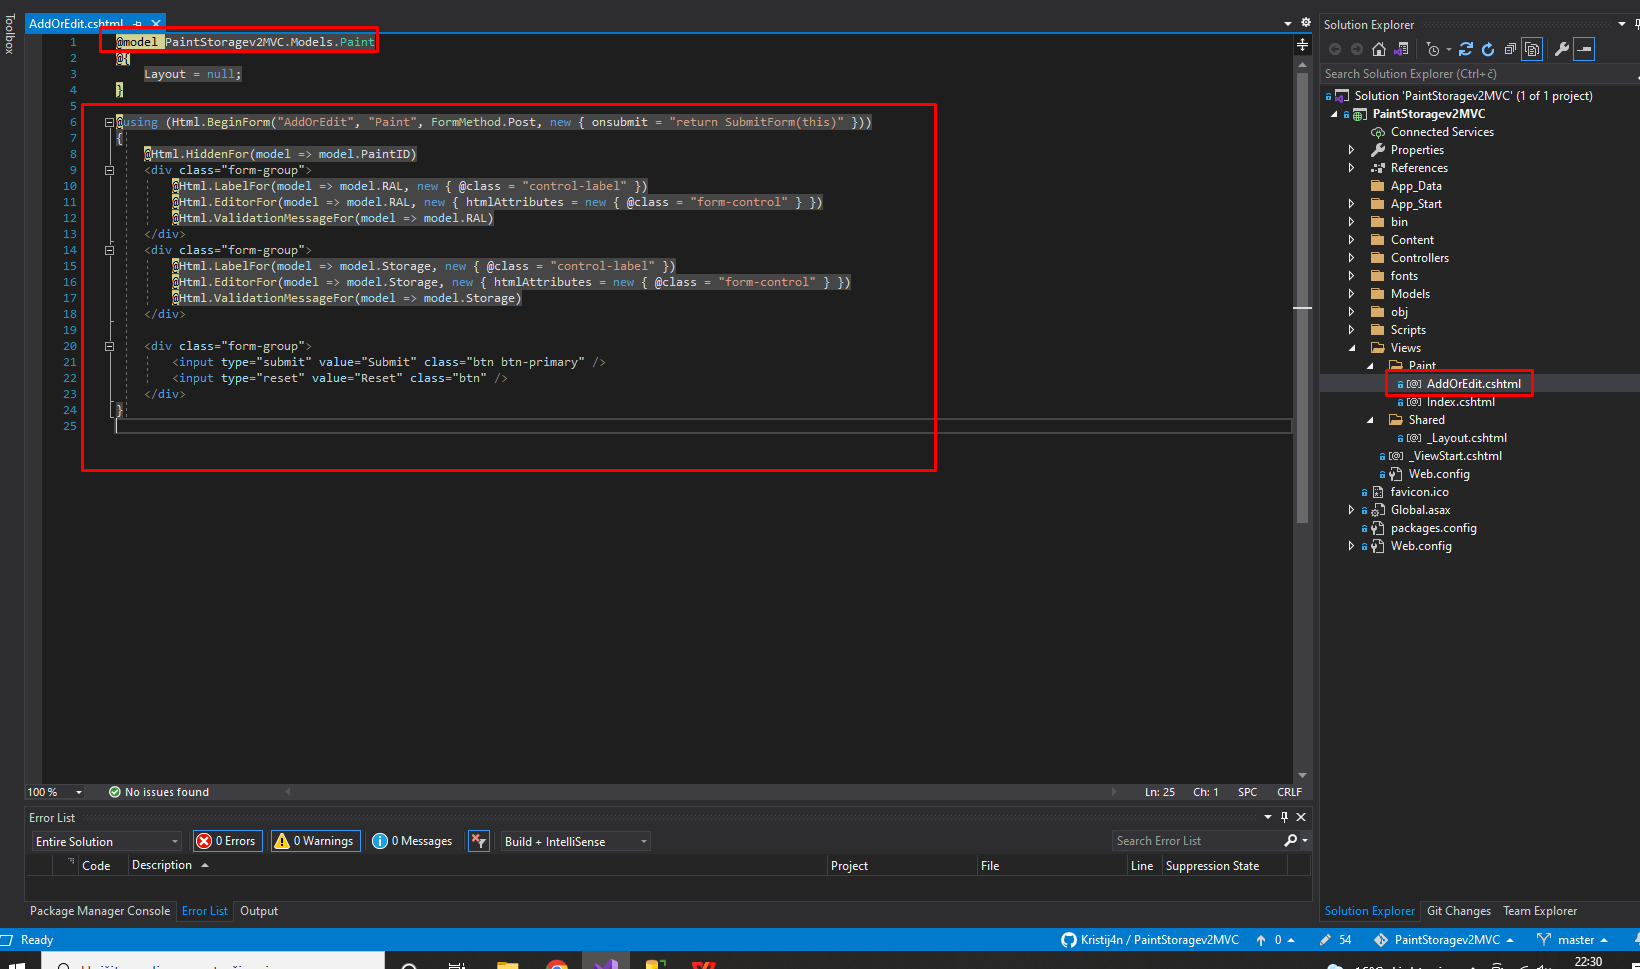 Toolbox
AddOrEdit.cshtml
1 @model PaintStoragev2MVC.Models.Paint
2 @{
3 Layout = null;
4 }
5
6 @using (Html.BeginForm("AddOrEdit", "Paint", FormMethod.Post, new { onsubmit = "return SubmitForm(this)" }))
7 {
8 @Html.HiddenFor(model => model.PaintID)
9 <div class="form-group">
10 @Html.LabelFor(model => model.RAL, new { @class = "control-label" })
11 @Html.EditorFor(model => model.RAL, new { htmlAttributes = new { @class = "form-control" } })
12 @Html.ValidationMessageFor(model => model.RAL)
13 </div>
14 <div class="form-group">
15 @Html.LabelFor(model => model.Storage, new { @class = "control-label" })
16 @Html.EditorFor(model => model.Storage, new { htmlAttributes = new { @class = "form-control" } })
17 @Html.ValidationMessageFor(model => model.Storage)
18 </div>
19
20 <div class="form-group">
21 <input type="submit" value="Submit" class="btn btn-primary" />
22 <input type="reset" value="Reset" class="btn" />
23 </div>
24 }
25
100 % No issues found Ln: 25 Ch: 1 SPC CRLF
Error List
Entire Solution 0 Errors 0 Warnings 0 Messages Build + IntelliSense Search Error List
Code Description Project File Line Suppression State
Package Manager Console Error List Output
Solution Explorer
Search Solution Explorer (Ctrl+č)
Solution 'PaintStoragev2MVC' (1 of 1 project)
PaintStoragev2MVC
Connected Services
Properties
References
App_Data
App_Start
bin
Content
Controllers
fonts
Models
obj
Scripts
Views
Paint
AddOrEdit.cshtml
Index.cshtml
Shared
_Layout.cshtml
_ViewStart.cshtml
Web.config
favicon.ico
Global.asax
packages.config
Web.config
Solution Explorer Git Changes Team Explorer
Ready Kristij4n / PaintStoragev2MVC 0 54 PaintStoragev2MVC master
22:30